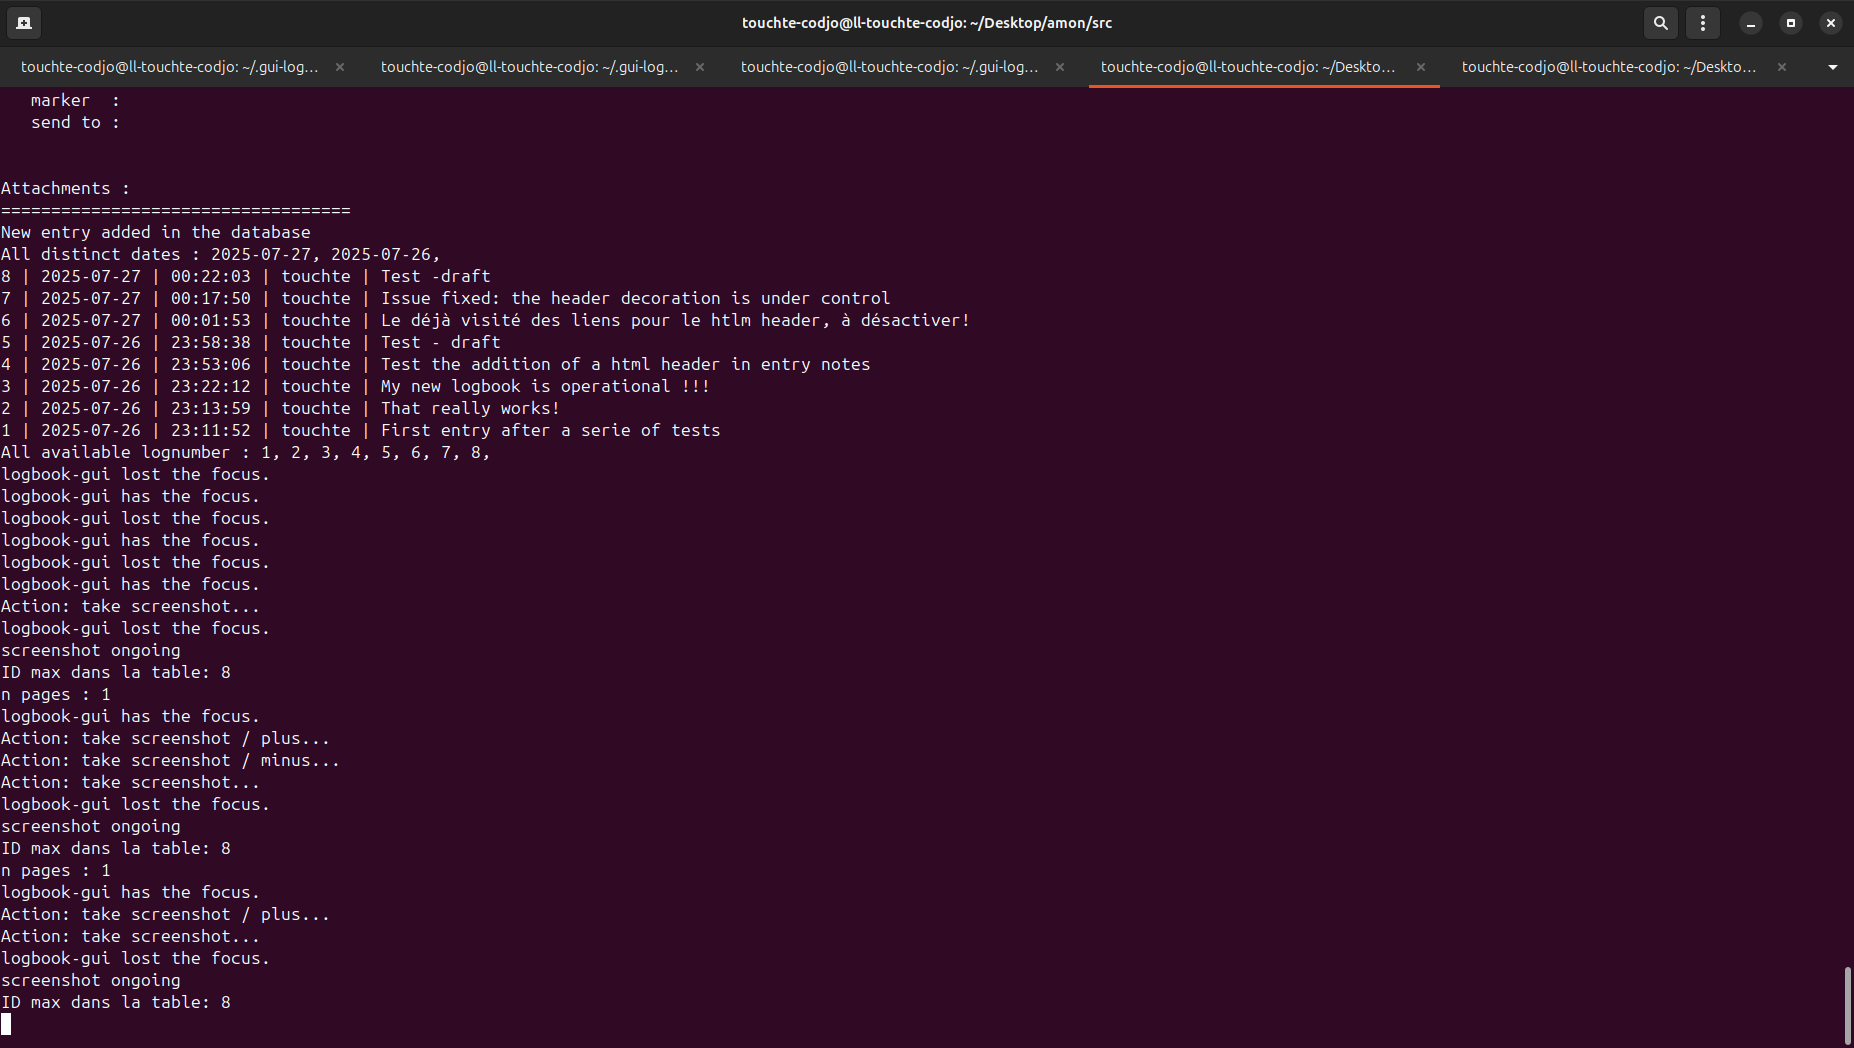 touchte-codjo@ll-touchte-codjo: ~/Desktop/amon/src
touchte-codjo@ll-touchte-codjo: ~/.gui-log...
touchte-codjo@ll-touchte-codjo: ~/.gui-log...
touchte-codjo@ll-touchte-codjo: ~/.gui-log...
touchte-codjo@ll-touchte-codjo: ~/Deskto...
touchte-codjo@ll-touchte-codjo: ~/Deskto...
marker  :
send to :
Attachments :
===================================
New entry added in the database
All distinct dates : 2025-07-27, 2025-07-26,
8 | 2025-07-27 | 00:22:03 | touchte | Test -draft
7 | 2025-07-27 | 00:17:50 | touchte | Issue fixed: the header decoration is under control
6 | 2025-07-27 | 00:01:53 | touchte | Le déjà visité des liens pour le htlm header, à désactiver!
5 | 2025-07-26 | 23:58:38 | touchte | Test - draft
4 | 2025-07-26 | 23:53:06 | touchte | Test the addition of a html header in entry notes
3 | 2025-07-26 | 23:22:12 | touchte | My new logbook is operational !!!
2 | 2025-07-26 | 23:13:59 | touchte | That really works!
1 | 2025-07-26 | 23:11:52 | touchte | First entry after a serie of tests
All available lognumber : 1, 2, 3, 4, 5, 6, 7, 8,
logbook-gui lost the focus.
logbook-gui has the focus.
logbook-gui lost the focus.
logbook-gui has the focus.
logbook-gui lost the focus.
logbook-gui has the focus.
Action: take screenshot...
logbook-gui lost the focus.
screenshot ongoing
ID max dans la table: 8
n pages : 1
logbook-gui has the focus.
Action: take screenshot / plus...
Action: take screenshot / minus...
Action: take screenshot...
logbook-gui lost the focus.
screenshot ongoing
ID max dans la table: 8
n pages : 1
logbook-gui has the focus.
Action: take screenshot / plus...
Action: take screenshot...
logbook-gui lost the focus.
screenshot ongoing
ID max dans la table: 8